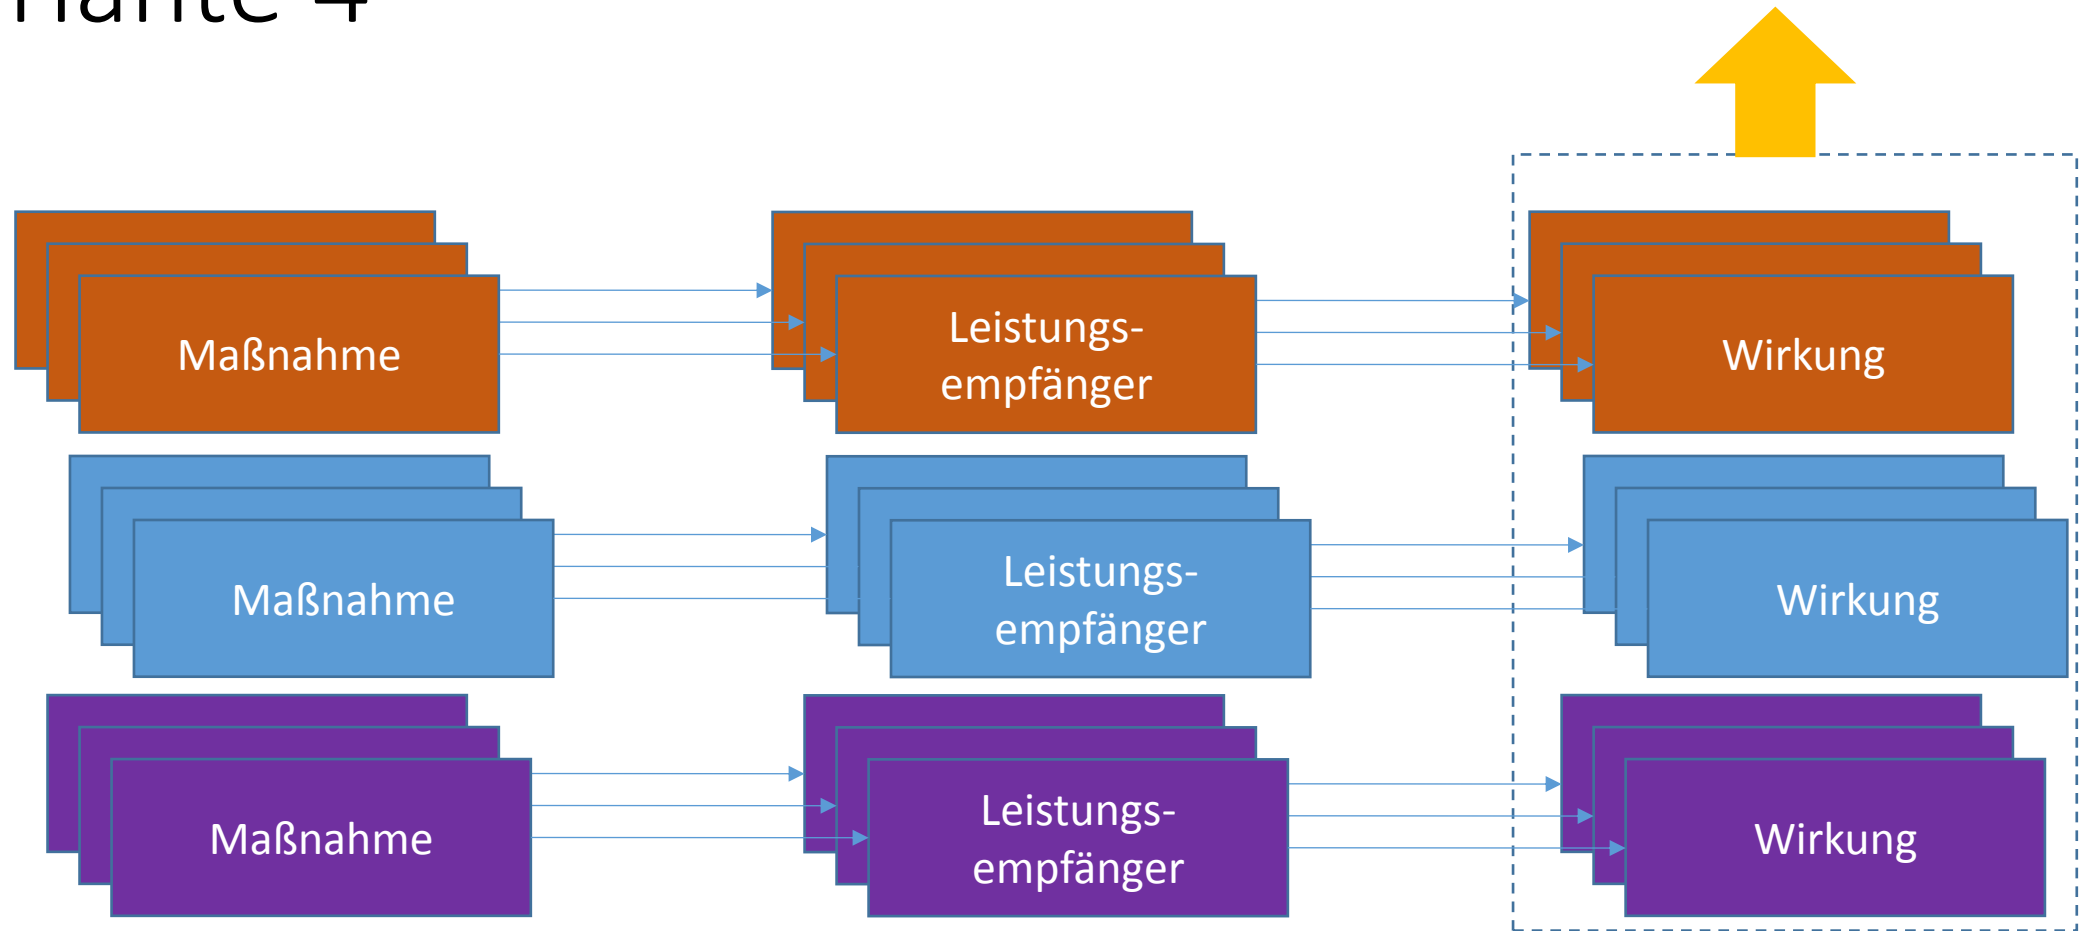 Maßnahme
Leistungs-
empfänger
Wirkung
Maßnahme
Leistungs-
empfänger
Wirkung
Maßnahme
Leistungs-
empfänger
Wirkung